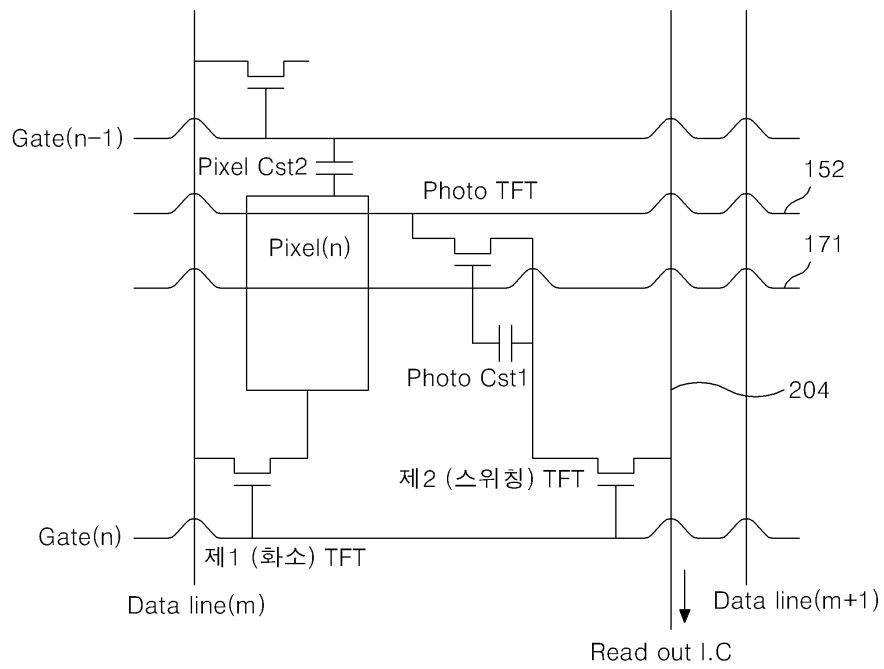 Gate(n-1)
Pixel Cst2
152
Photo TFT
Pixel(n)
171
Photo Cst1
204
제2 (스위칭) TFT
Gate(n)
제1 (화소) TFT
Data line(m)
Data line(m+1)
Read out I.C